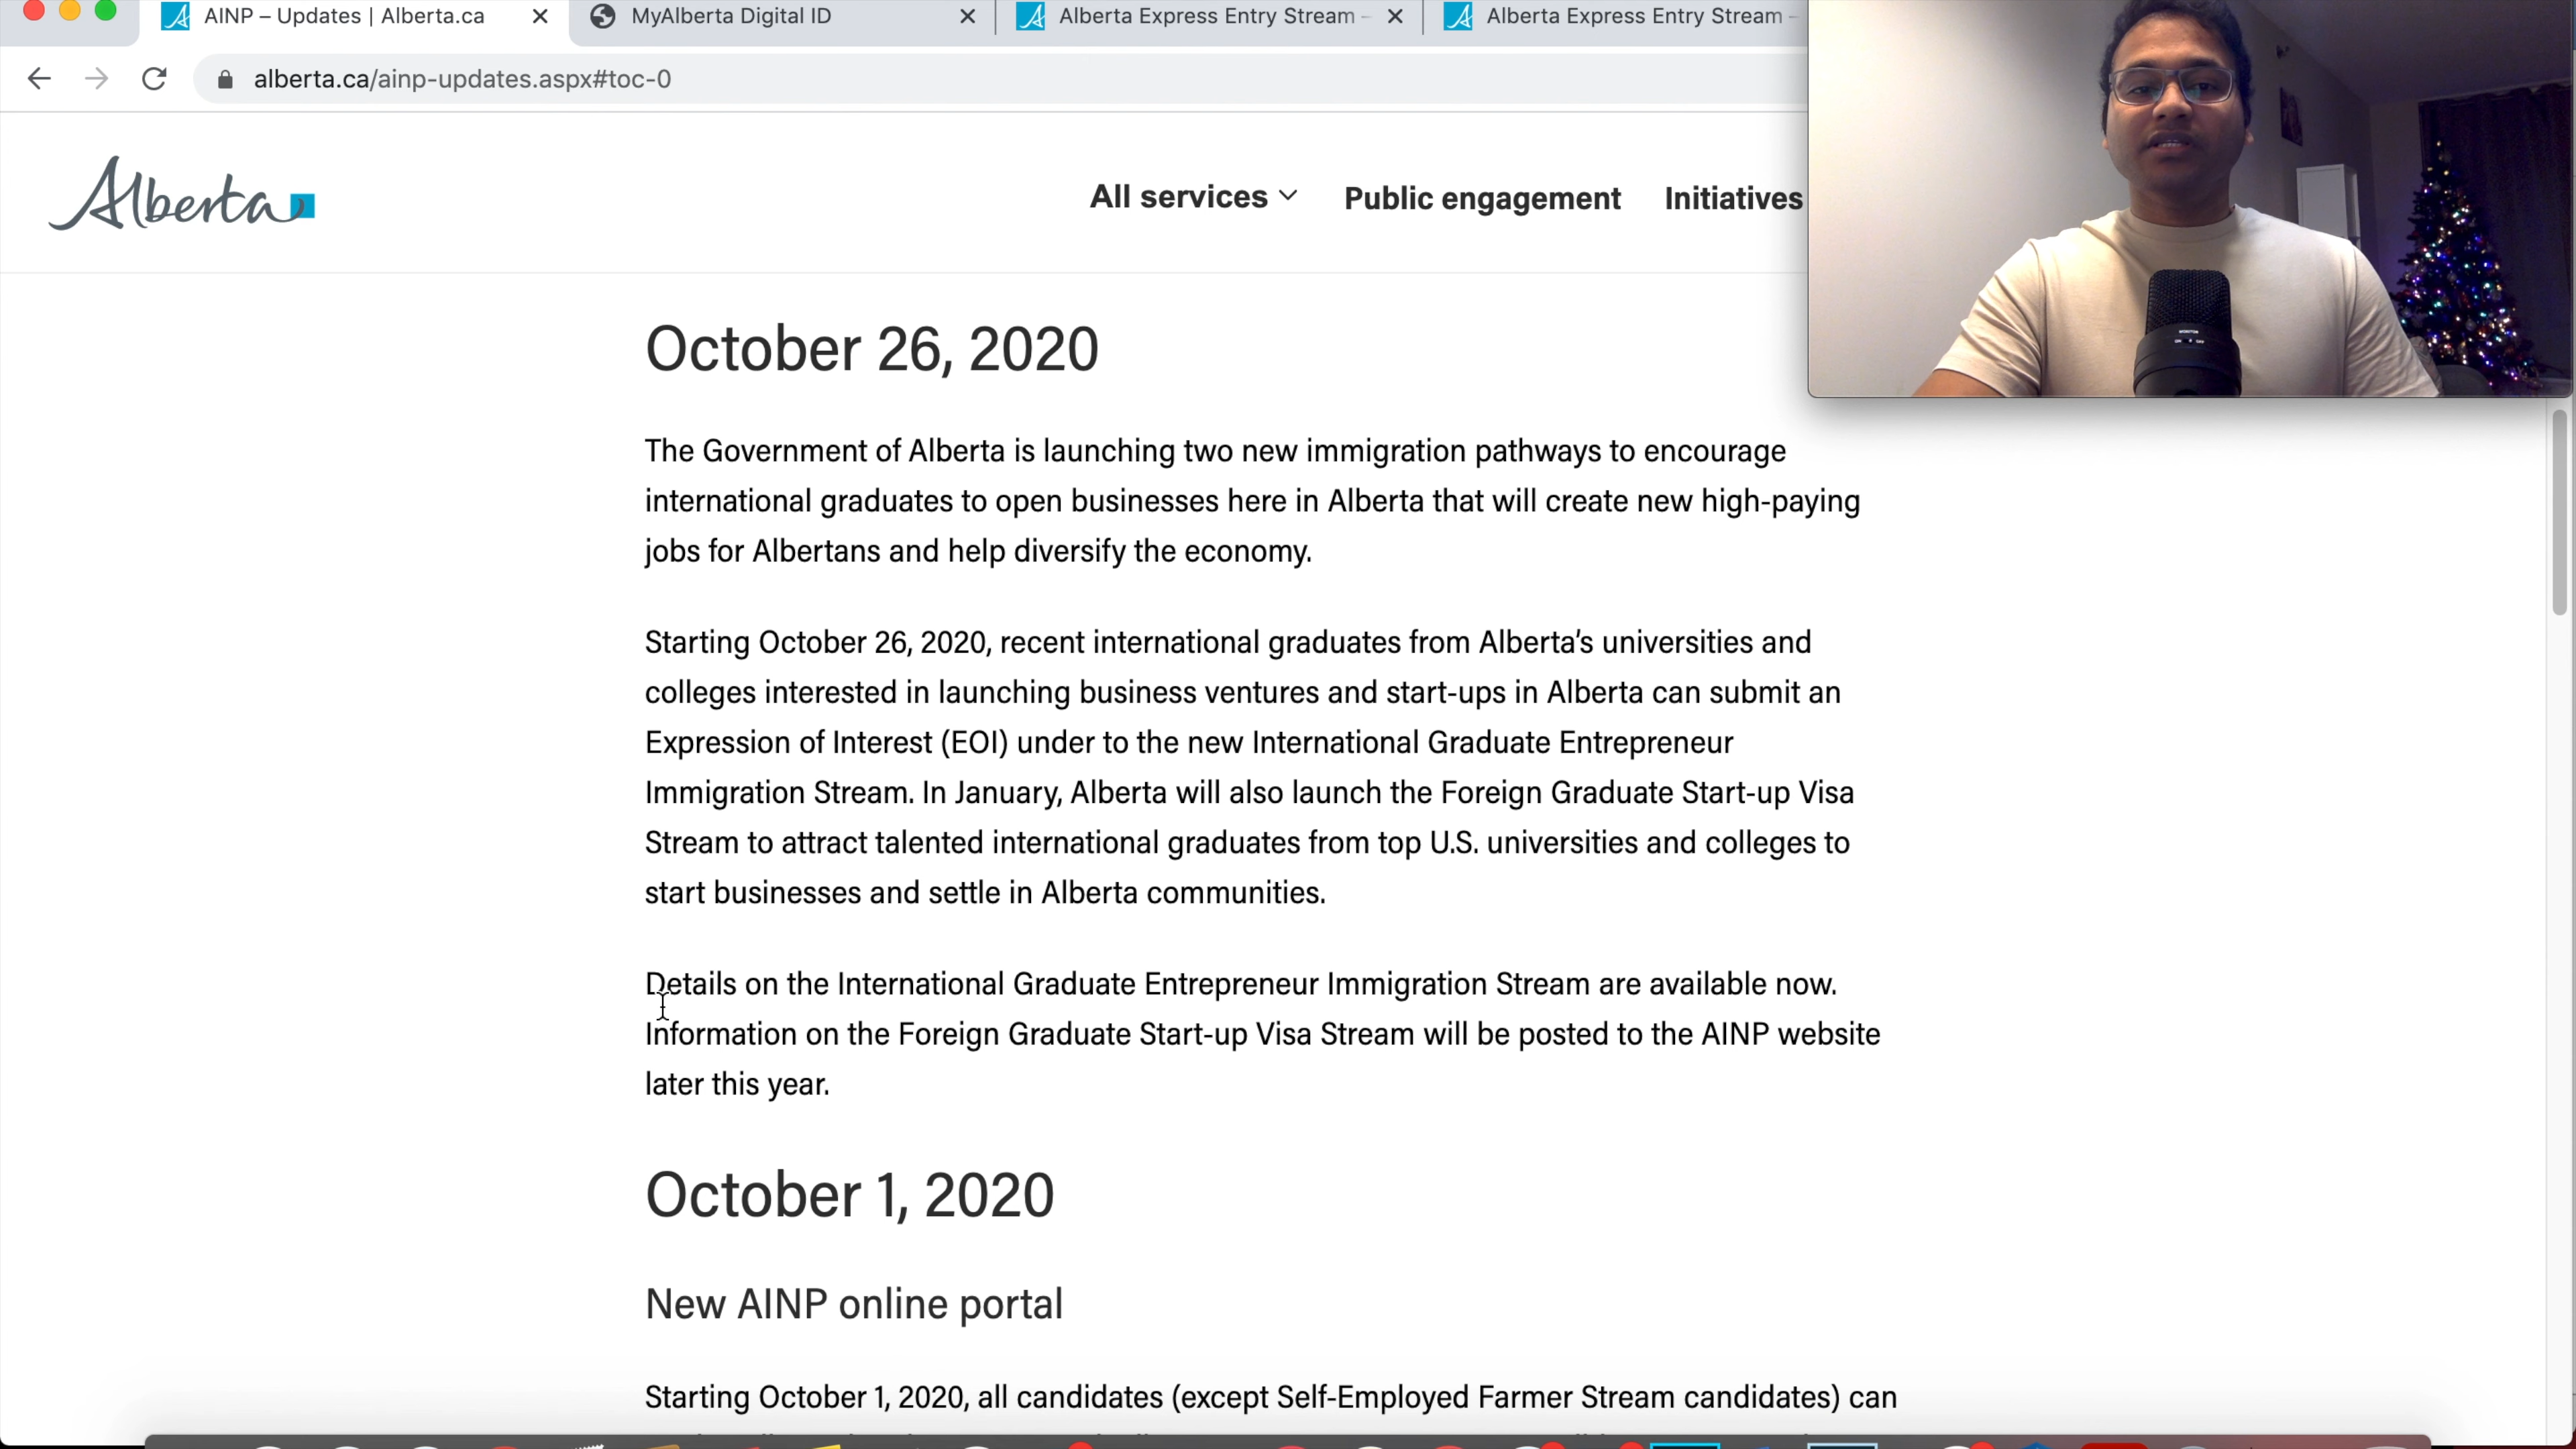 AINP – Updates | Alberta.ca
MyAlberta Digital ID
Alberta Express Entry Stream –
Alberta Express Entry Stream –
alberta.ca/ainp-updates.aspx#toc-0
Alberta
All services
Public engagement
Initiatives
October 26, 2020
The Government of Alberta is launching two new immigration pathways to encourage
international graduates to open businesses here in Alberta that will create new high-paying
jobs for Albertans and help diversify the economy.
Starting October 26, 2020, recent international graduates from Alberta's universities and
colleges interested in launching business ventures and start-ups in Alberta can submit an
Expression of Interest (EOI) under to the new International Graduate Entrepreneur
Immigration Stream. In January, Alberta will also launch the Foreign Graduate Start-up Visa
Stream to attract talented international graduates from top U.S. universities and colleges to
start businesses and settle in Alberta communities.
Details on the International Graduate Entrepreneur Immigration Stream are available now.
Information on the Foreign Graduate Start-up Visa Stream will be posted to the AINP website
later this year.
October 1, 2020
New AINP online portal
Starting October 1, 2020, all candidates (except Self-Employed Farmer Stream candidates) can